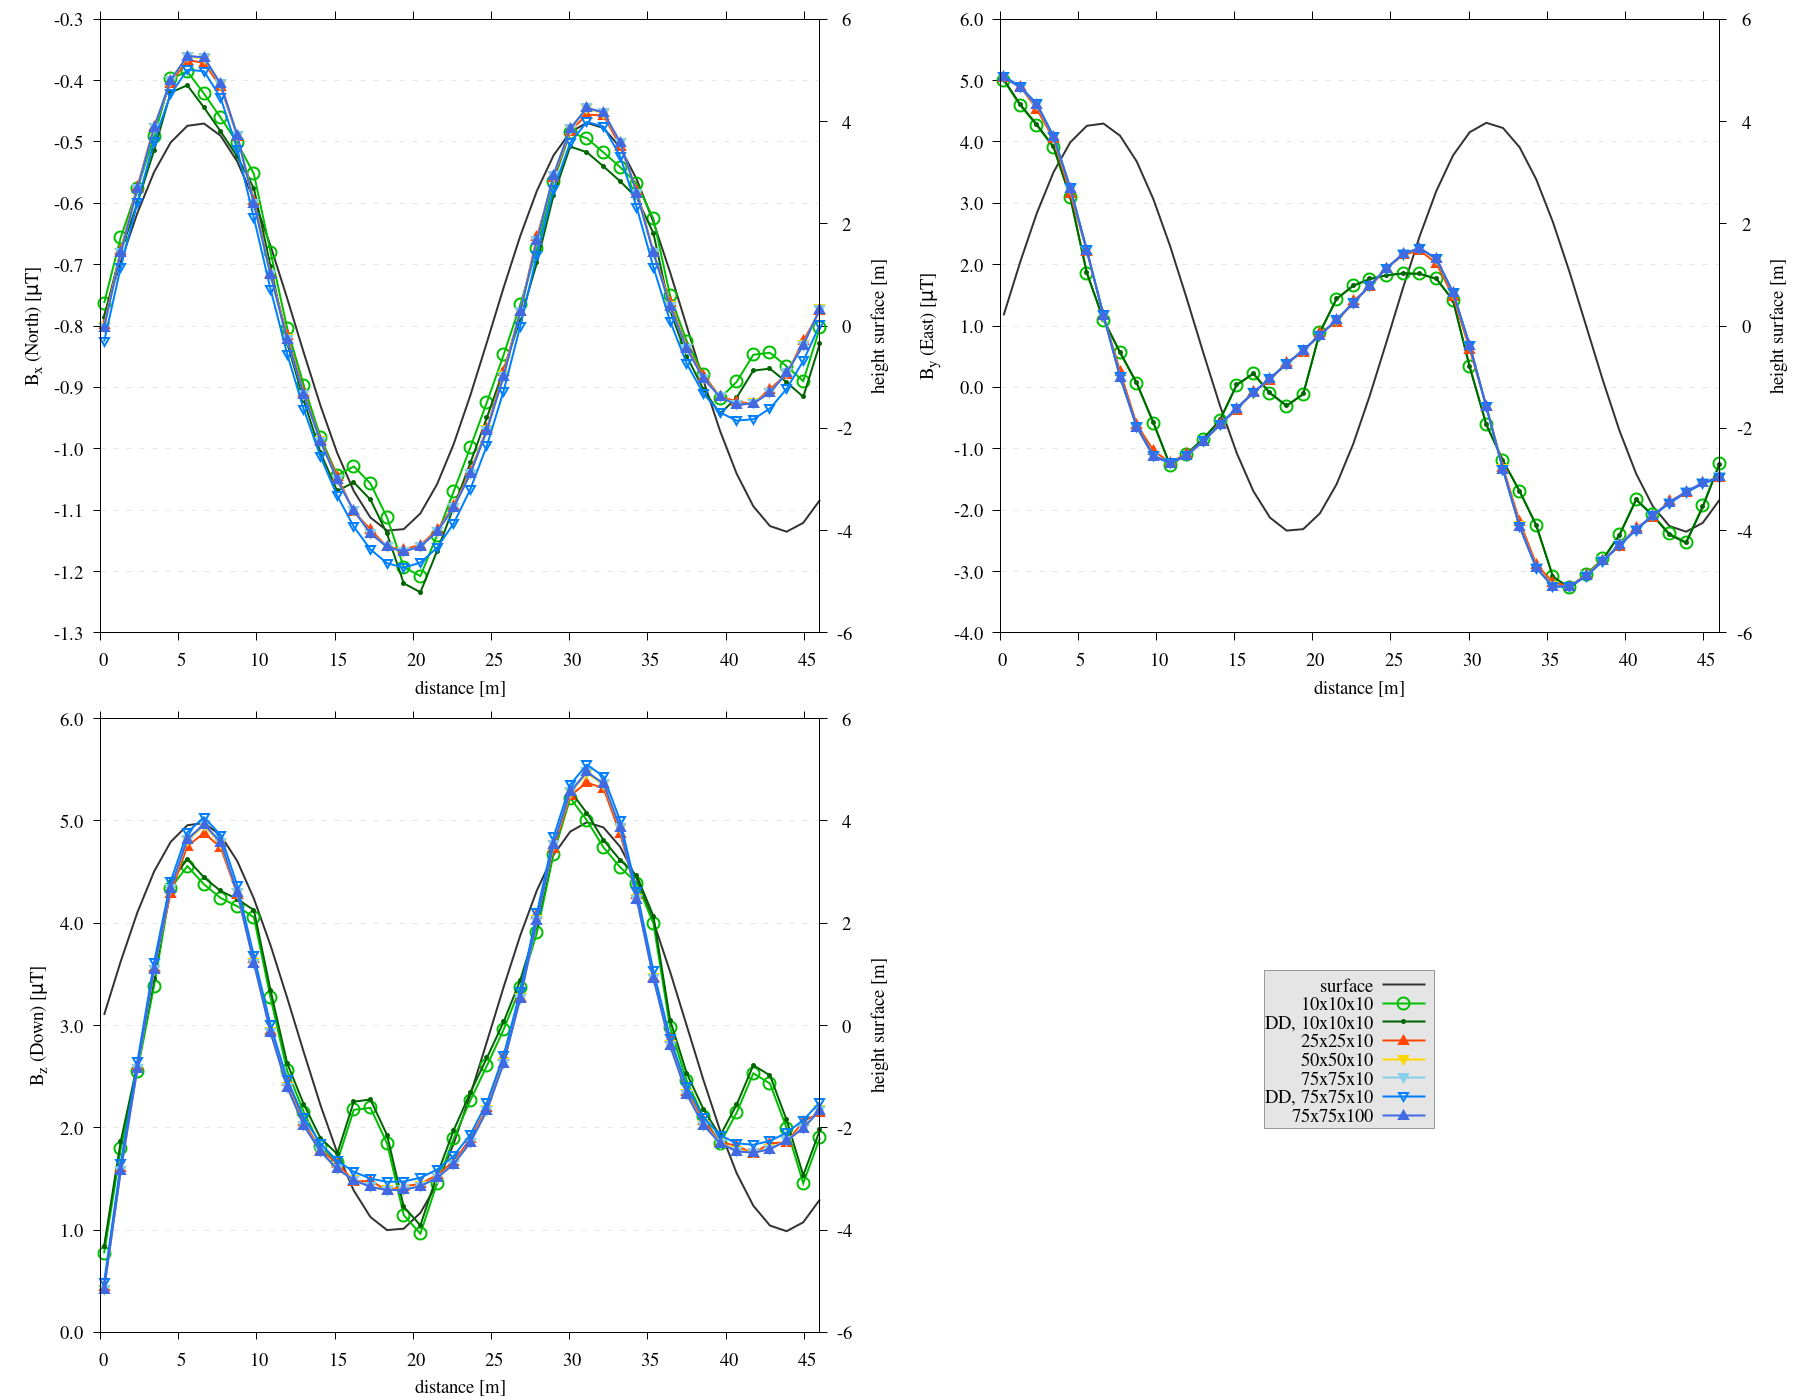 -0.3
-0.4
-0.5
-0.6
-0.7
-0.8
-0.9
-1.0
-1.1
-1.2
-1.3
0 5 10 15 20 25 30 35 40 45
6
4
2
0
-2
-4
-6
Bx (North) [µT]
height surface [m]
distance [m]
6.0
5.0
4.0
3.0
2.0
1.0
0.0
-1.0
-2.0
-3.0
-4.0
0 5 10 15 20 25 30 35 40 45
6
4
2
0
-2
-4
-6
By (East) [µT]
height surface [m]
distance [m]
6.0
5.0
4.0
3.0
2.0
1.0
0.0
0 5 10 15 20 25 30 35 40 45
6
4
2
0
-2
-4
-6
Bz (Down) [µT]
height surface [m]
distance [m]
surface
10x10x10
DD, 10x10x10
25x25x10
50x50x10
75x75x10
DD, 75x75x10
75x75x100